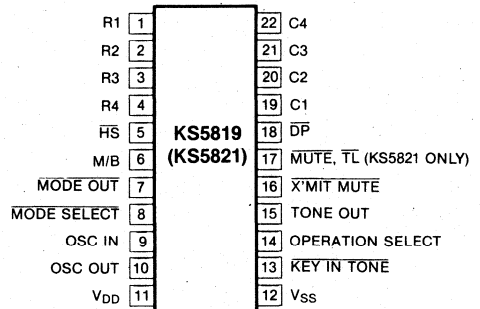 R1 1 22 C4
R2 2 21 C3
R3 3 20 C2
R4 4 19 C1
HS 5 KS5819 18 DP
M/B 6 (KS5821) 17 MUTE, TL (KS5821 ONLY)
MODE OUT 7 16 X'MIT MUTE
MODE SELECT 8 15 TONE OUT
OSC IN 9 14 OPERATION SELECT
OSC OUT 10 13 KEY IN TONE
VDD 11 12 VSS